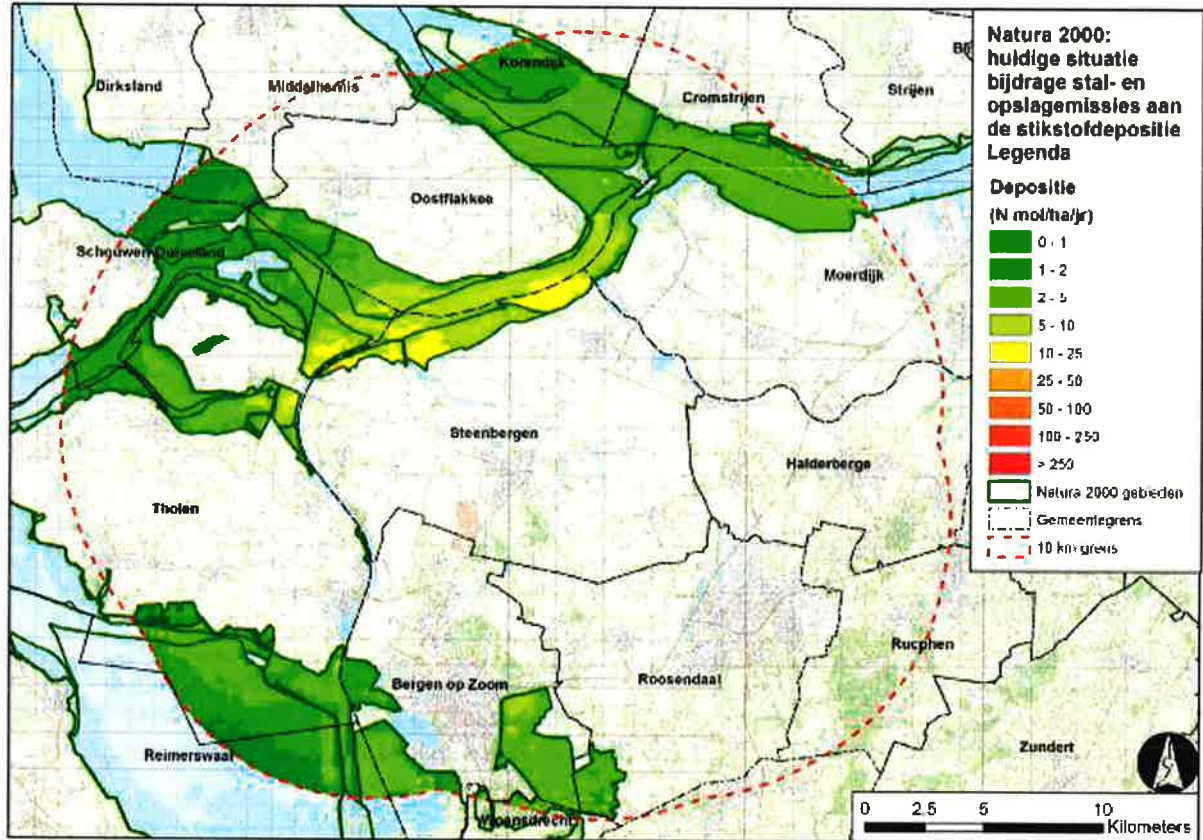 Natura 2000:
huidige situatie
bijdrage stal- en
opslagemissies aan
de stikstofdepositie
Legenda
Depositie
(N mol/ha/jr)
0 - 1
1 - 2
2 - 5
5 - 10
10 - 25
25 - 50
50 - 100
100 - 250
> 250
Natura 2000 gebieden
Gemeentegrens
10 km grens
Dirksland
Middelharnis
Korendijk
Cromstrijen
Strijen
Oostflakkee
Schouwen-Duiveland
Moerdijk
Steenbergen
Halderberge
Tholen
Rucphen
Bergen op Zoom
Roosendaal
Reimerswaal
Zundert
Woensdrecht
0 2.5 5 10
Kilometers